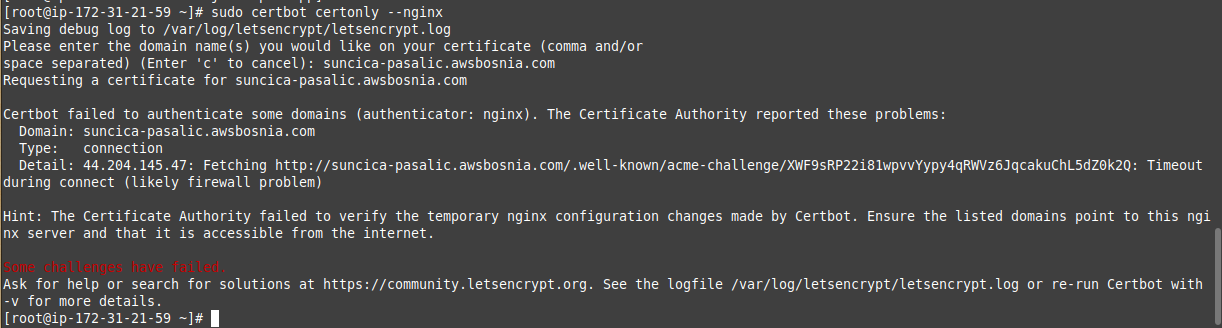 [root@ip-172-31-21-59 ~]# sudo certbot certonly --nginx
Saving debug log to /var/log/letsencrypt/letsencrypt.log
Please enter the domain name(s) you would like on your certificate (comma and/or
space separated) (Enter 'c' to cancel): suncica-pasalic.awsbosnia.com
Requesting a certificate for suncica-pasalic.awsbosnia.com
Certbot failed to authenticate some domains (authenticator: nginx). The Certificate Authority reported these problems:
  Domain: suncica-pasalic.awsbosnia.com
  Type:   connection
  Detail: 44.204.145.47: Fetching http://suncica-pasalic.awsbosnia.com/.well-known/acme-challenge/XWF9sRP22i81wpvvYypy4qRWVz6JqcakuChL5dZ0k2Q: Timeout
during connect (likely firewall problem)
Hint: The Certificate Authority failed to verify the temporary nginx configuration changes made by Certbot. Ensure the listed domains point to this ngi
nx server and that it is accessible from the internet.
Some challenges have failed.
Ask for help or search for solutions at https://community.letsencrypt.org. See the logfile /var/log/letsencrypt/letsencrypt.log or re-run Certbot with
-v for more details.
[root@ip-172-31-21-59 ~]#